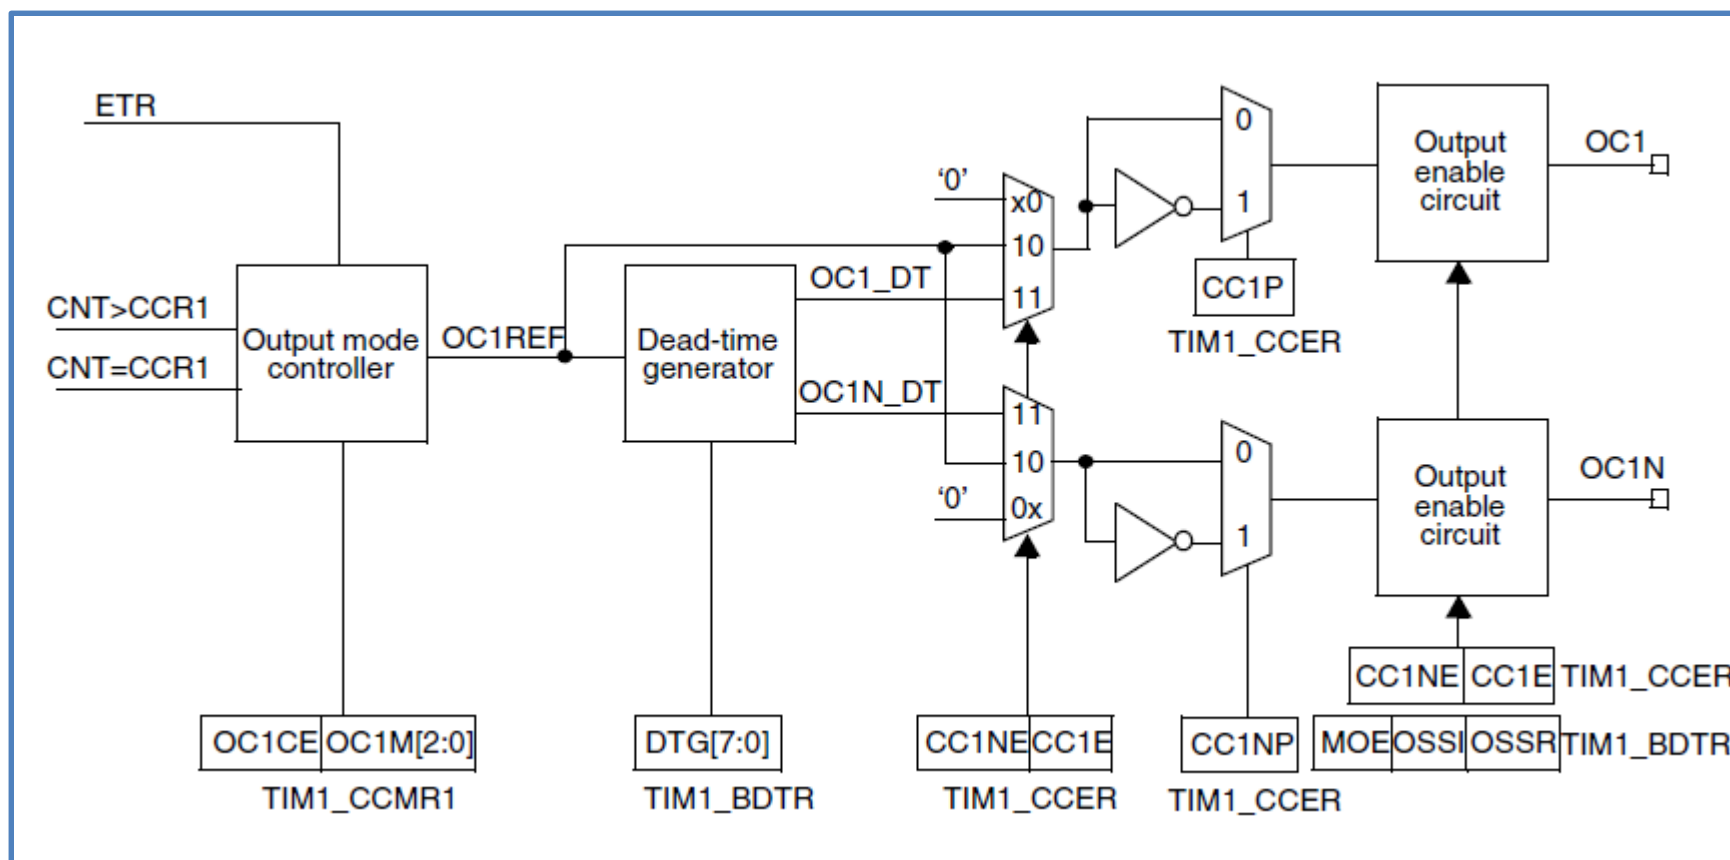 ETR
CNT>CCR1
CNT=CCR1
Output mode
controller
OC1REF
OC1CE OC1M[2:0]
TIM1_CCMR1
Dead-time
generator
DTG[7:0]
TIM1_BDTR
OC1_DT
OC1N_DT
'0'
x0
10
11
11
10
'0'
0x
CC1NE CC1E
TIM1_CCER
0
1
CC1P
TIM1_CCER
0
1
CC1NP
TIM1_CCER
Output
enable
circuit
OC1
Output
enable
circuit
OC1N
CC1NE CC1E TIM1_CCER
MOE OSSI OSSR TIM1_BDTR